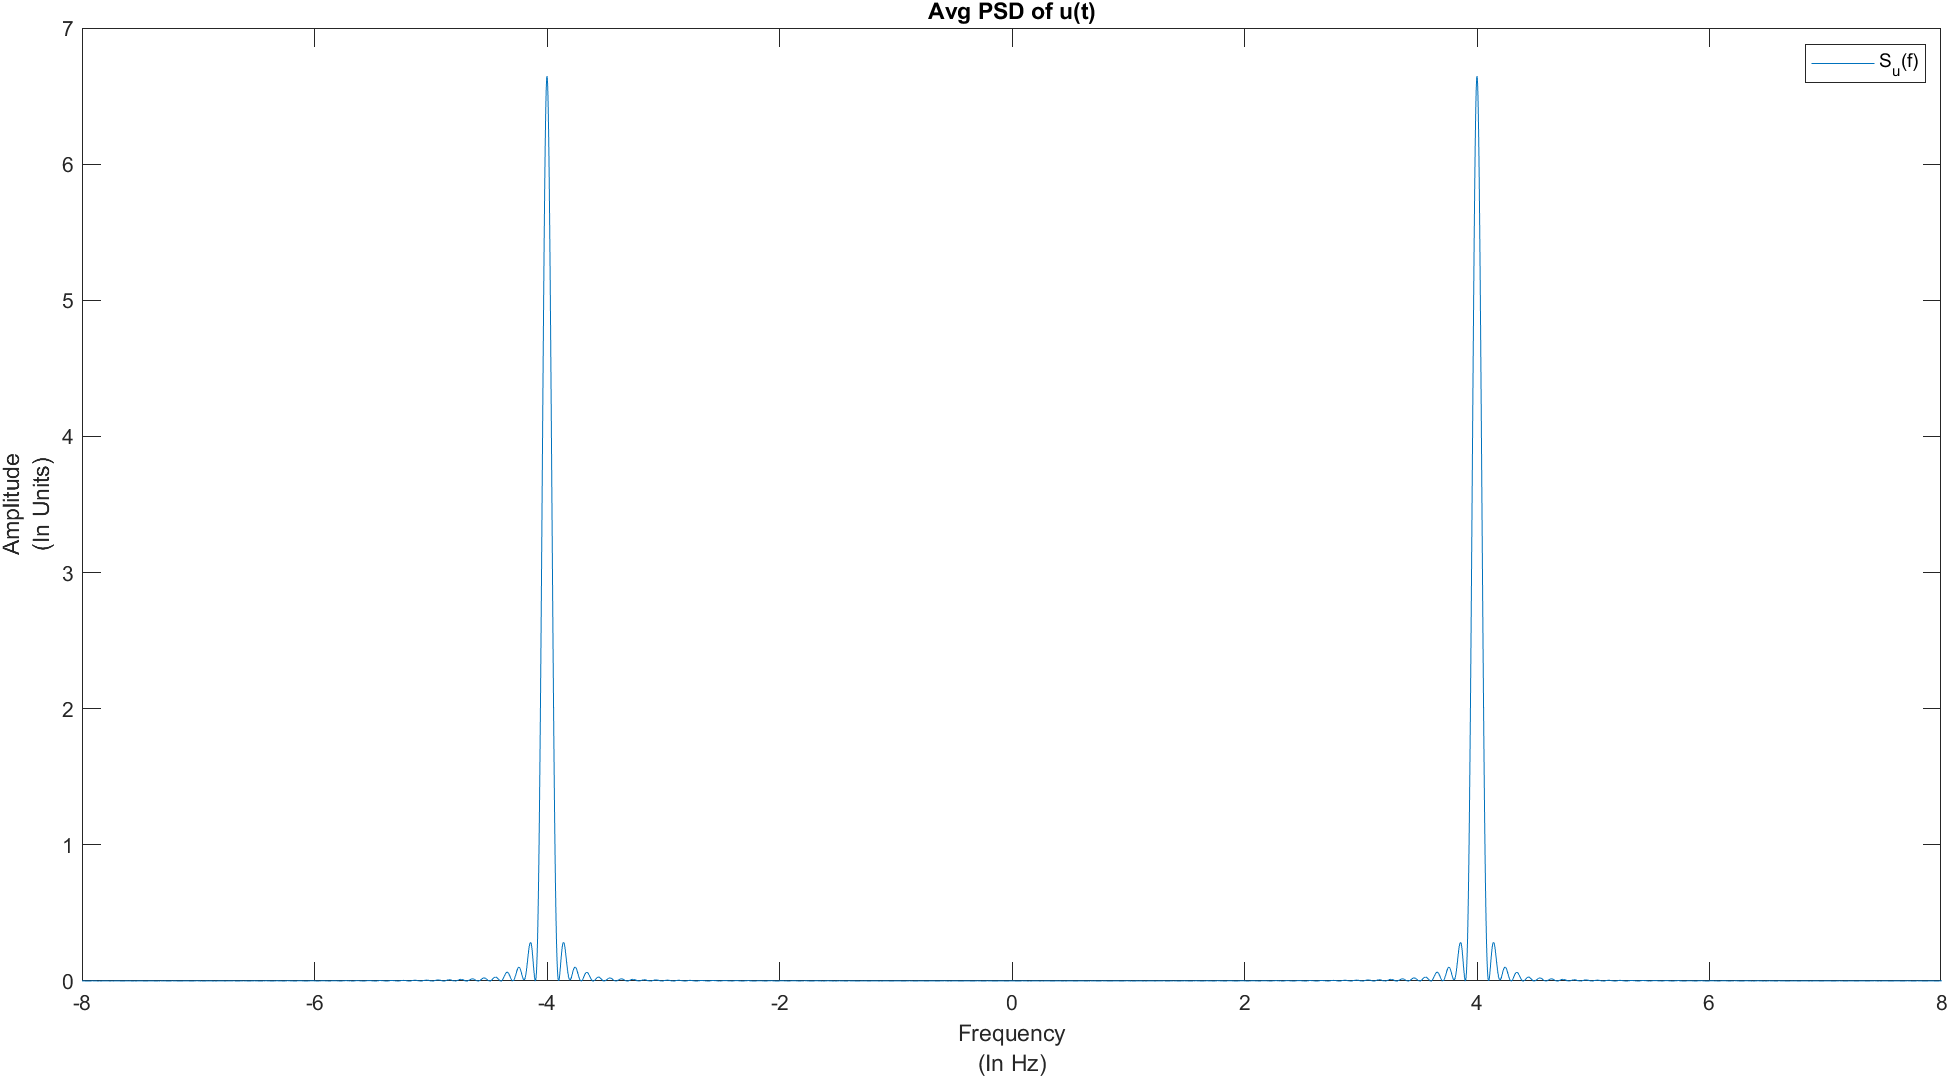 Avg PSD of u(t)
S_u(f)
7
6
5
4
3
2
1
0
Amplitude
(In Units)
-8 -6 -4 -2 0 2 4 6 8
Frequency
(In Hz)